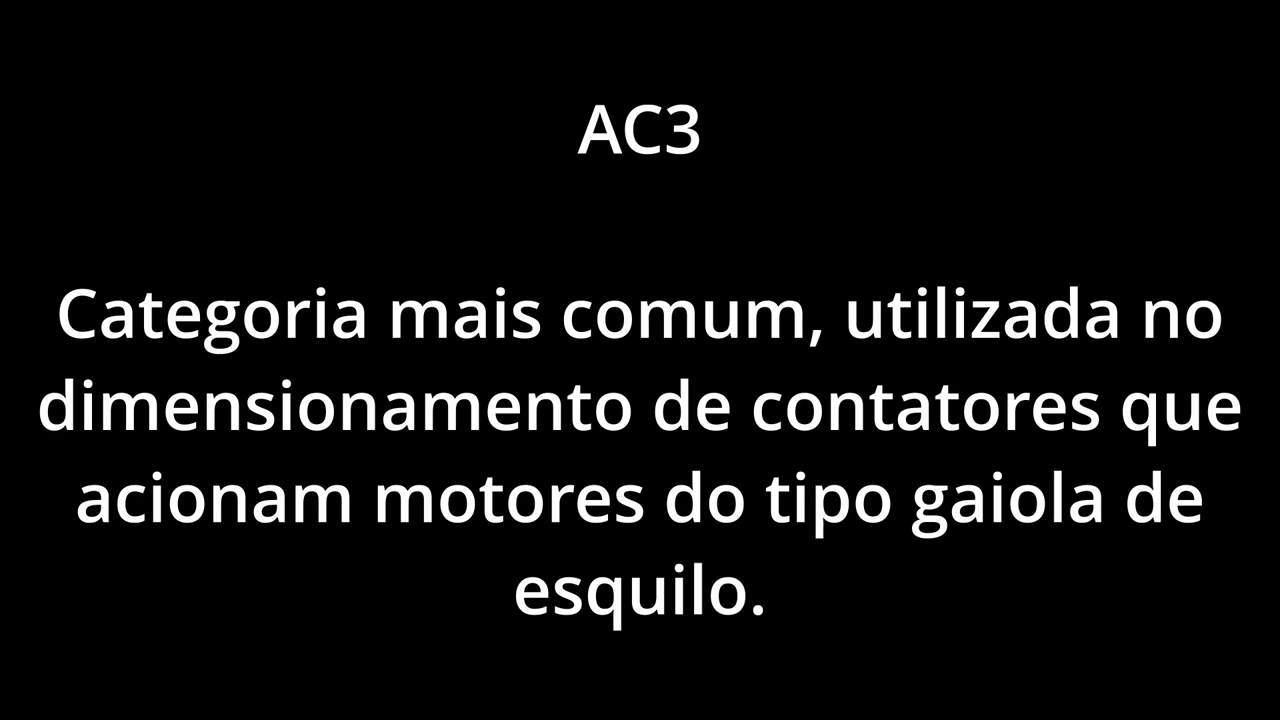 AC3
Categoria mais comum, utilizada no
dimensionamento de contatores que
acionam motores do tipo gaiola de
esquilo.